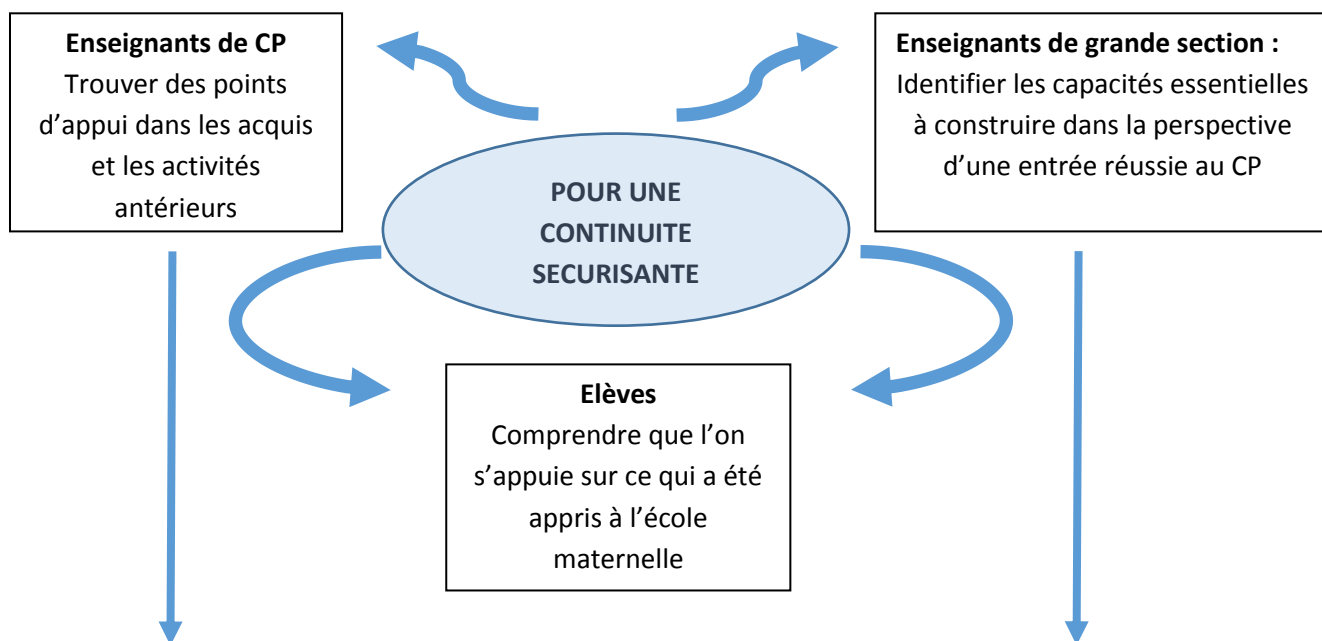 Enseignants de CP
Trouver des points
d’appui dans les acquis
et les activités
antérieurs
Enseignants de grande section :
Identifier les capacités essentielles
à construire dans la perspective
d’une entrée réussie au CP
POUR UNE
CONTINUITE
SECURISANTE
Elèves
Comprendre que l’on
s’appuie sur ce qui a été
appris à l’école
maternelle